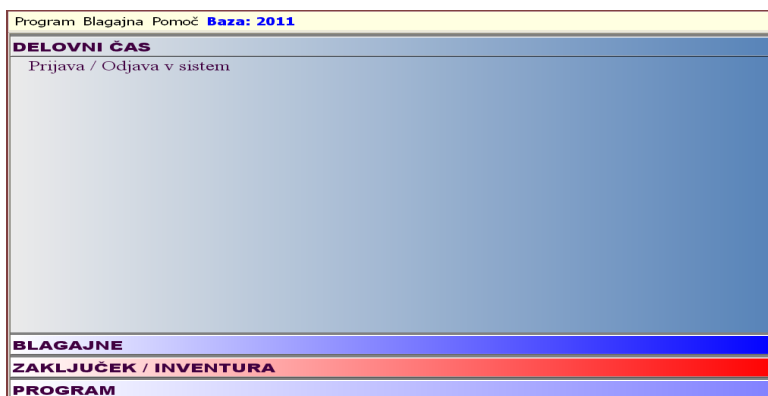 Program Blagajna Pomoč Baza: 2011
DELOVNI ČAS
Prijava / Odjava v sistem
BLAGAJNE
ZAKLJUČEK / INVENTURA
PROGRAM